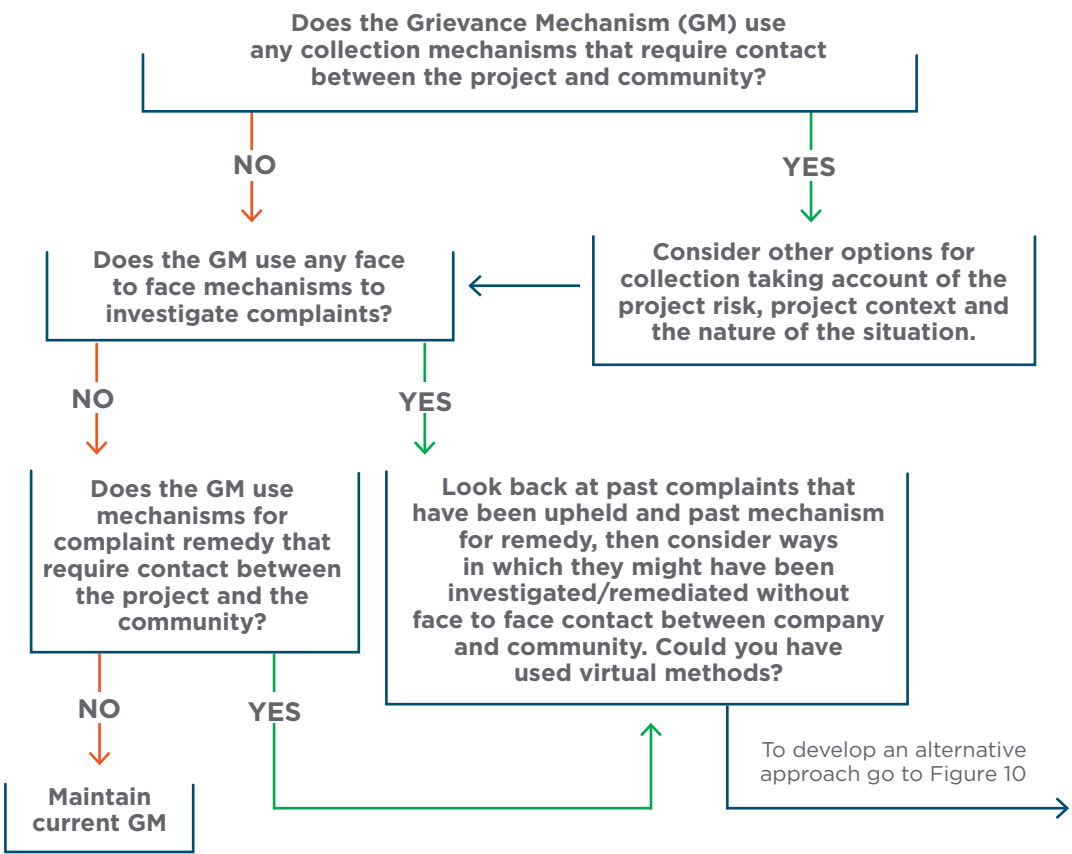 Does the Grievance Mechanism (GM) use
any collection mechanisms that require contact
between the project and community?
NO
YES
Does the GM use any face
to face mechanisms to
investigate complaints?
Consider other options for
collection taking account of the
project risk, project context and
the nature of the situation.
NO
YES
Does the GM use
mechanisms for
complaint remedy that
require contact between
the project and the
community?
Look back at past complaints that
have been upheld and past mechanism
for remedy, then consider ways
in which they might have been
investigated/remediated without
face to face contact between company
and community. Could you have
used virtual methods?
NO
YES
To develop an alternative
approach go to Figure 10
Maintain
current GM